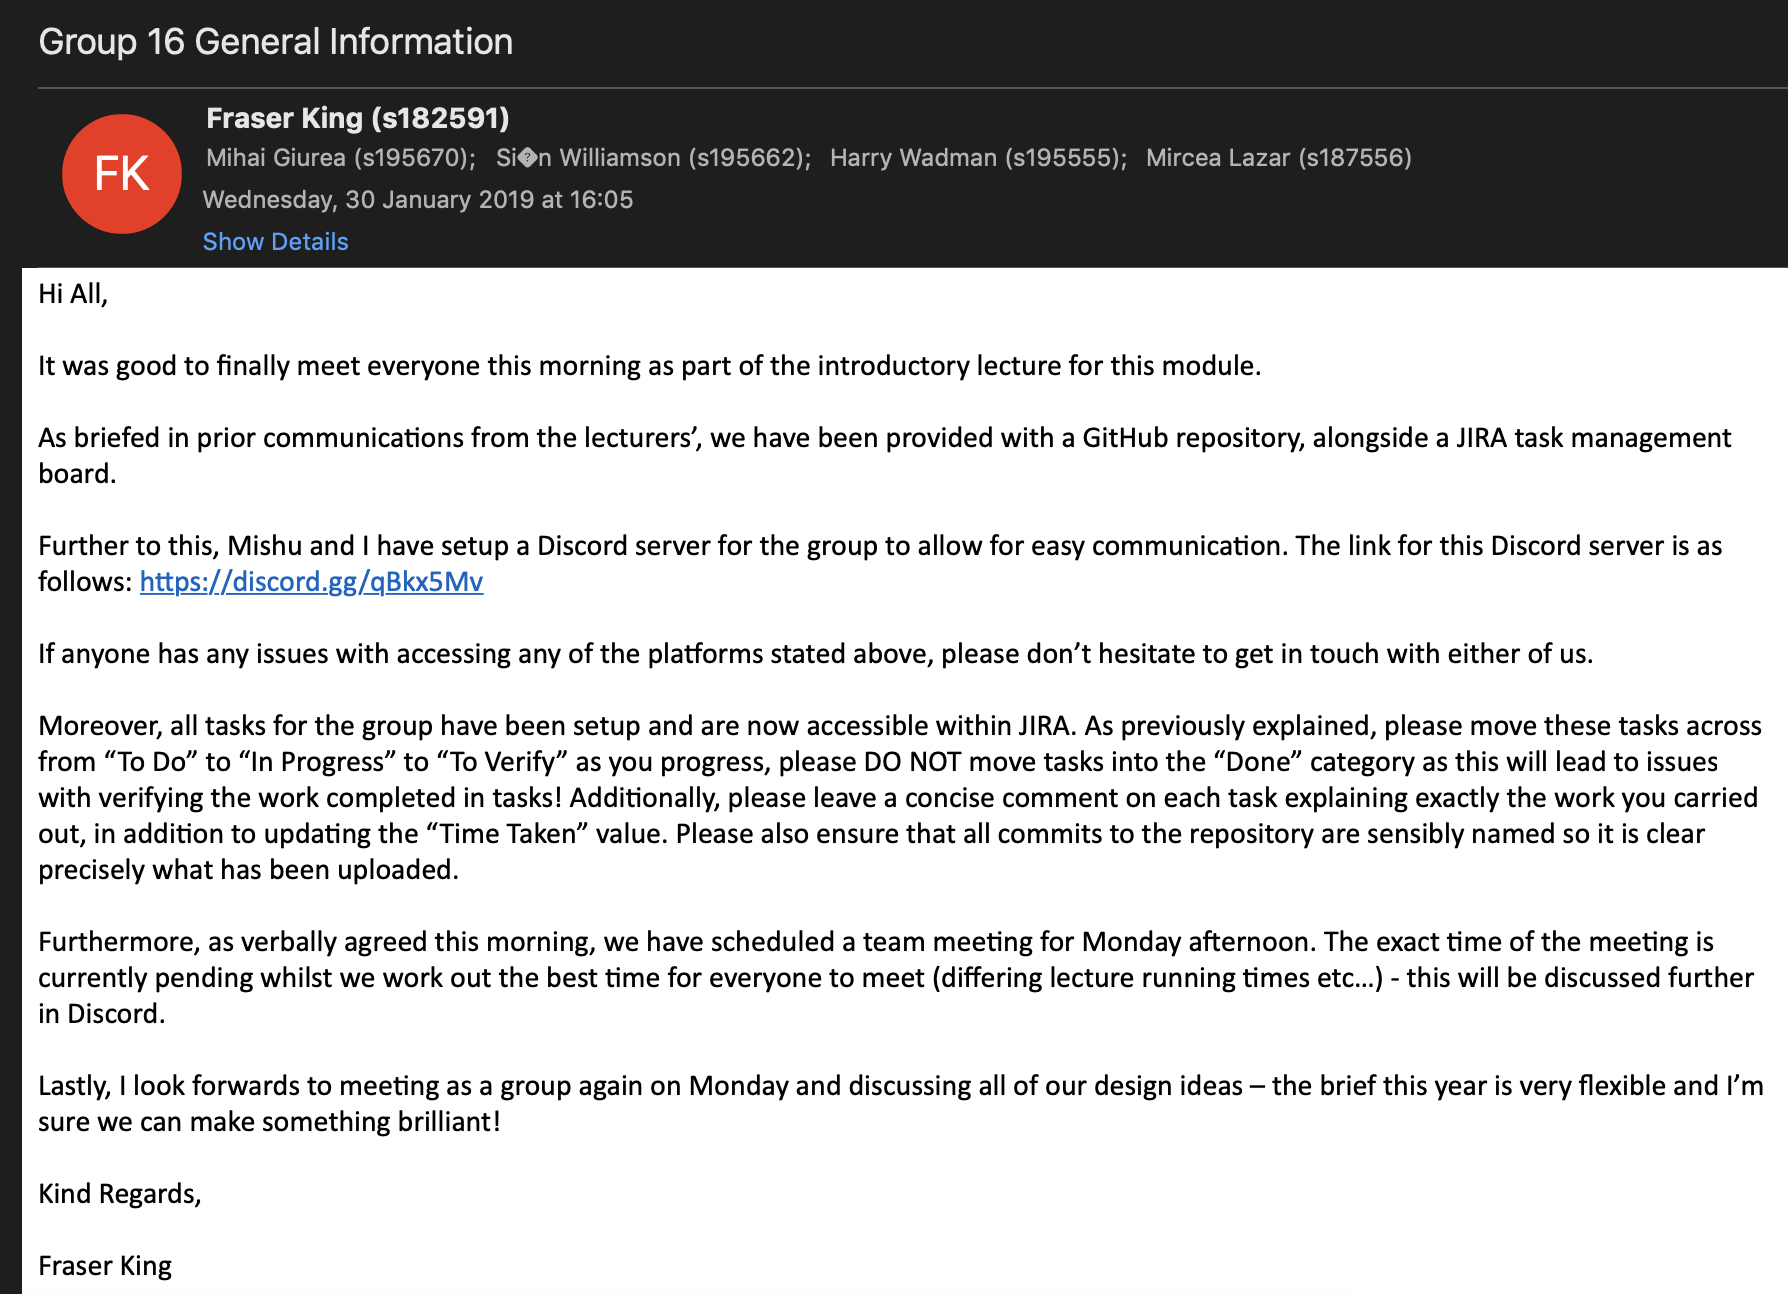 Group 16 General Information
Fraser King (s182591)
FK
Mihai Giurea (s195670); Si�n Williamson (s195662); Harry Wadman (s195555); Mircea Lazar (s187556)
Wednesday, 30 January 2019 at 16:05
Show Details
Hi All,
It was good to finally meet everyone this morning as part of the introductory lecture for this module.
As briefed in prior communications from the lecturers’, we have been provided with a GitHub repository, alongside a JIRA task management
board.
Further to this, Mishu and I have setup a Discord server for the group to allow for easy communication. The link for this Discord server is as
follows: https://discord.gg/qBkx5Mv
If anyone has any issues with accessing any of the platforms stated above, please don’t hesitate to get in touch with either of us.
Moreover, all tasks for the group have been setup and are now accessible within JIRA. As previously explained, please move these tasks across
from “To Do” to “In Progress” to “To Verify” as you progress, please DO NOT move tasks into the “Done” category as this will lead to issues
with verifying the work completed in tasks! Additionally, please leave a concise comment on each task explaining exactly the work you carried
out, in addition to updating the “Time Taken” value. Please also ensure that all commits to the repository are sensibly named so it is clear
precisely what has been uploaded.
Furthermore, as verbally agreed this morning, we have scheduled a team meeting for Monday afternoon. The exact time of the meeting is
currently pending whilst we work out the best time for everyone to meet (differing lecture running times etc…) - this will be discussed further
in Discord.
Lastly, I look forwards to meeting as a group again on Monday and discussing all of our design ideas – the brief this year is very flexible and I’m
sure we can make something brilliant!
Kind Regards,
Fraser King